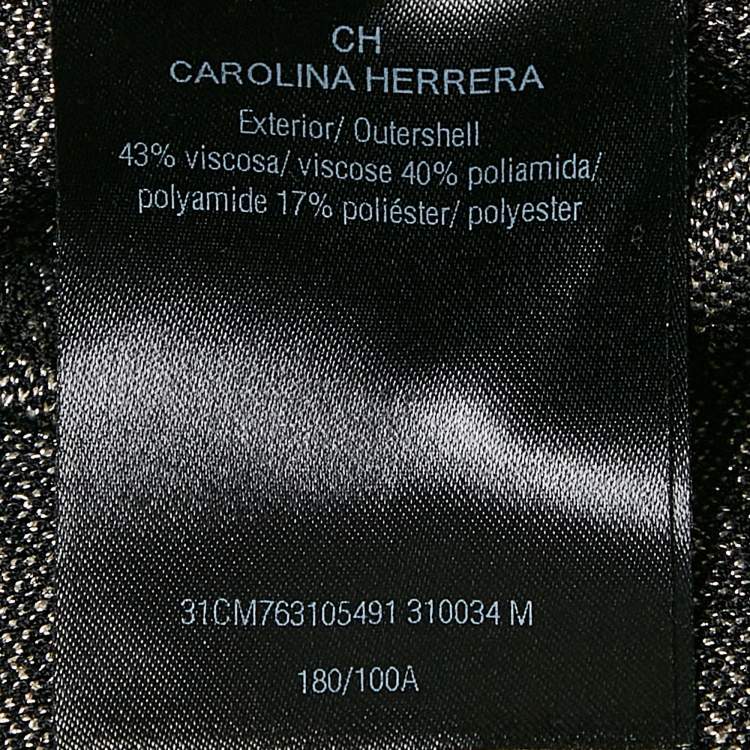 CH
CAROLINA HERRERA
Exterior/ Outershell
43% viscosa/ viscose 40% poliamida/
polyamide 17% poliéster/ polyester
31CM763105491 310034 M
180/100A